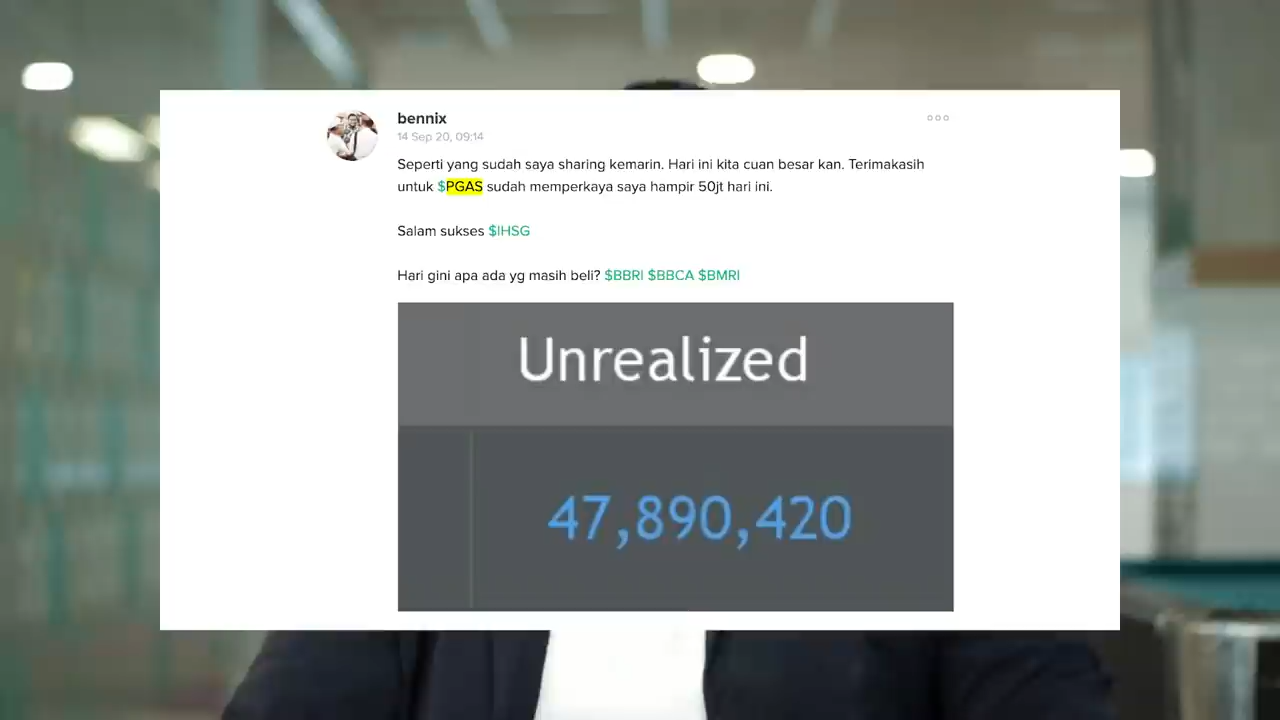 bennix
14 Sep 20, 09:14
Seperti yang sudah saya sharing kemarin. Hari ini kita cuan besar kan. Terimakasih
untuk $PGAS sudah memperkaya saya hampir 50jt hari ini.
Salam sukses $IHSG
Hari gini apa ada yg masih beli? $BBRI $BBCA $BMRI
Unrealized
47,890,420